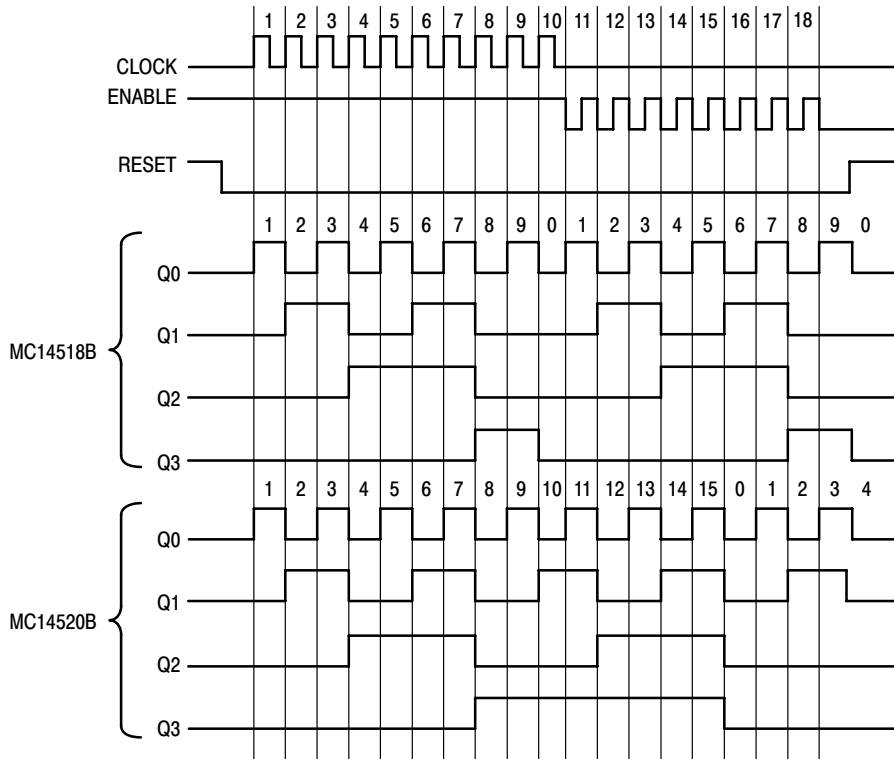 1 2 3 4 5 6 7 8 9 10 11 12 13 14 15 16 17 18
CLOCK
ENABLE
RESET
1 2 3 4 5 6 7 8 9 0 1 2 3 4 5 6 7 8 9 0
Q0
Q1
MC14518B
Q2
Q3
1 2 3 4 5 6 7 8 9 10 11 12 13 14 15 0 1 2 3 4
Q0
Q1
MC14520B
Q2
Q3